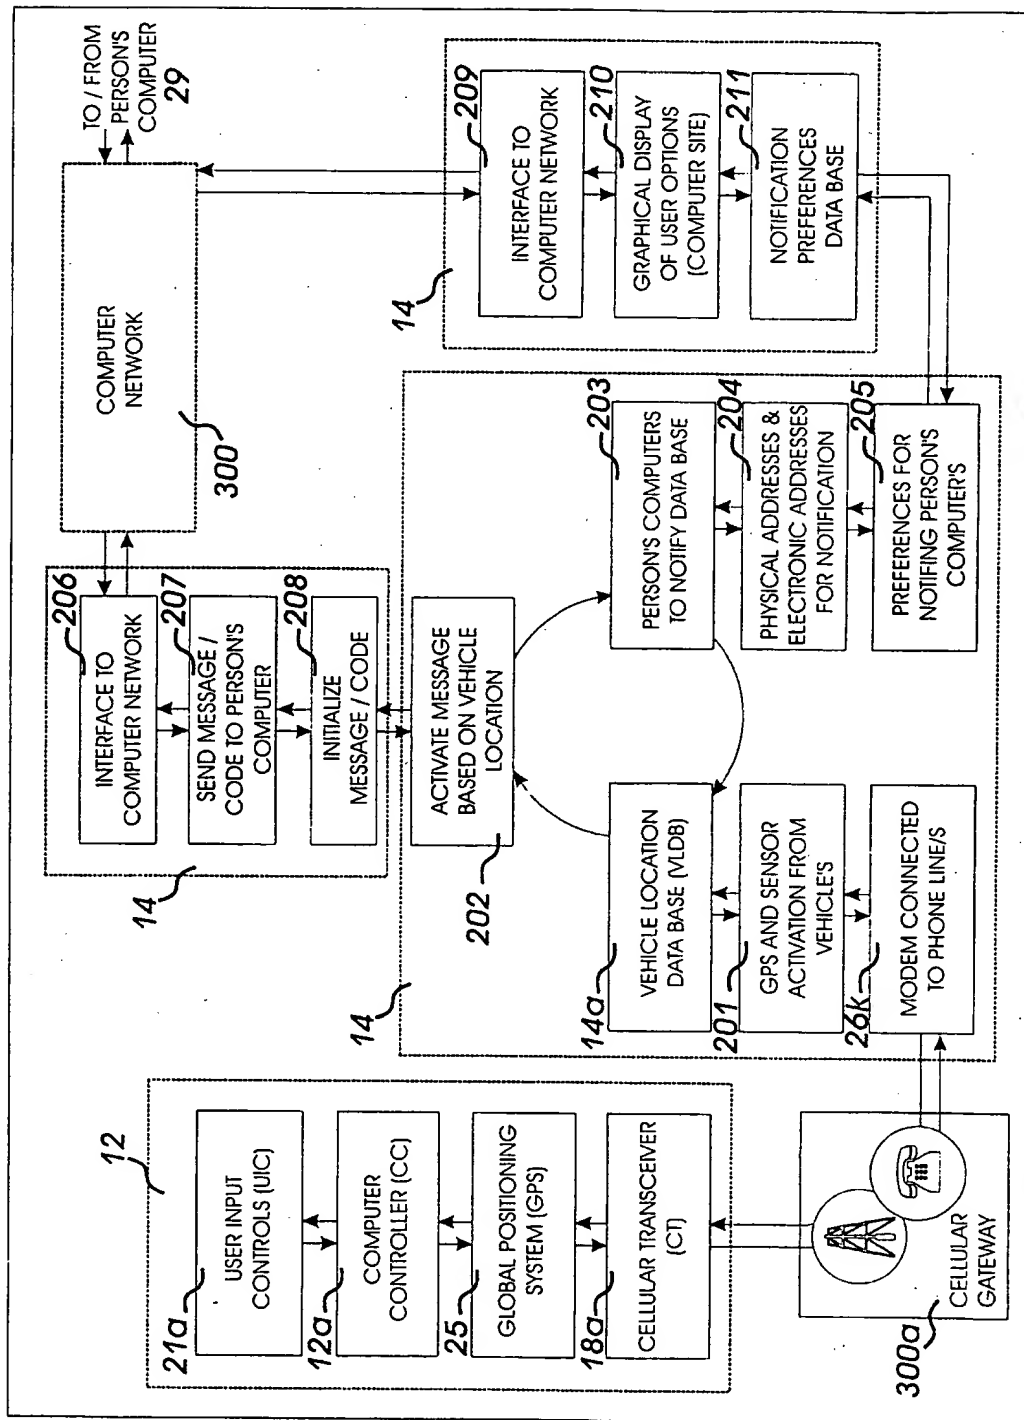 12
21a
USER INPUT
CONTROLS (UIC)
12a
COMPUTER
CONTROLLER (CC)
25
GLOBAL POSITIONING
SYSTEM (GPS)
18a
CELLULAR TRANSCEIVER
(CT)
300a
CELLULAR
GATEWAY
14
206
INTERFACE TO
COMPUTER NETWORK
207
SEND MESSAGE /
CODE TO PERSON'S
COMPUTER
208
INITIALIZE
MESSAGE / CODE
14
202
ACTIVATE MESSAGE
BASED ON VEHICLE
LOCATION
14a
VEHICLE LOCATION
DATA BASE (VLDB)
201
GPS AND SENSOR
ACTIVATION FROM
VEHICLE'S
26k
MODEM CONNECTED
TO PHONE LINE/S
203
PERSON'S COMPUTERS
TO NOTIFY DATA BASE
204
PHYSICAL ADDRESSES &
ELECTRONIC ADDRESSES
FOR NOTIFICATION
205
PREFERENCES FOR
NOTIFING PERSON'S
COMPUTER'S
COMPUTER
NETWORK
300
TO / FROM
PERSON'S
COMPUTER
29
14
209
INTERFACE TO
COMPUTER NETWORK
210
GRAPHICAL DISPLAY
OF USER OPTIONS
(COMPUTER SITE)
211
NOTIFICATION
PREFERENCES
DATA BASE